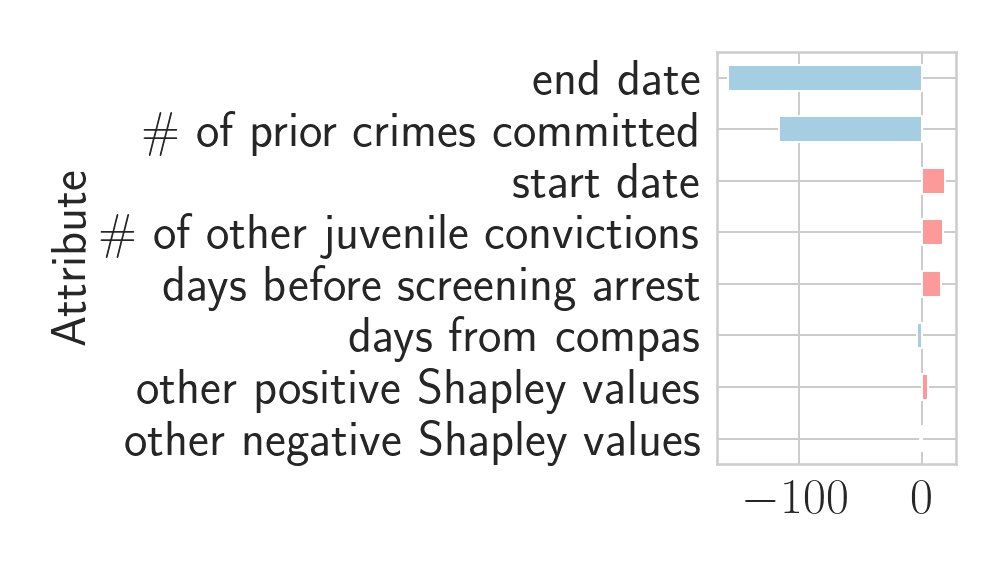 end date
# of prior crimes committed
start date
# of other juvenile convictions
days before screening arrest
days from compas
other positive Shapley values
other negative Shapley values
Attribute
−100 0